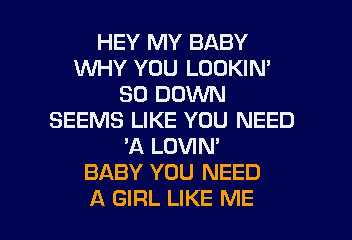 HEY MY BABY
WHY YOU LOOKIN'
SO DOWN
SEEMS LIKE YOU NEED
'A LOVIN'
BABY YOU NEED
A GIRL LIKE ME